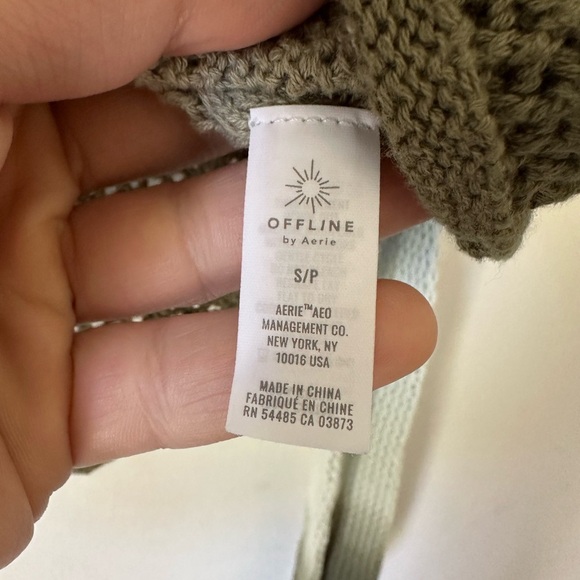 OFFLINE
by Aerie
S/P
AERIE™AEO
MANAGEMENT CO.
NEW YORK, NY
10016 USA
MADE IN CHINA
FABRIQUÉ EN CHINE
RN 54485 CA 03873